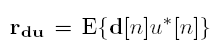 r_du = E{d[n]u*[n]}